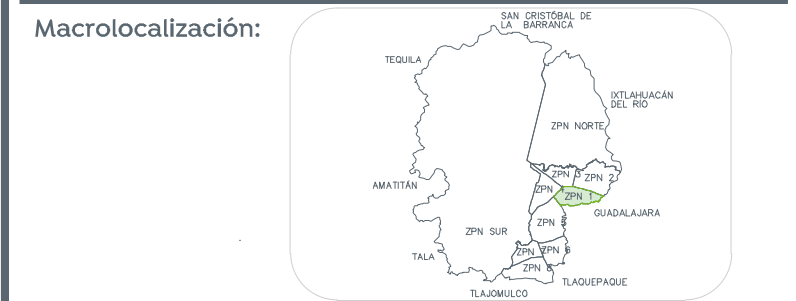 Macrolocalización:
SAN CRISTÓBAL DE
LA BARRANCA
TEQUILA
IXTLAHUACÁN
DEL RÍO
ZPN NORTE
ZPN 3
ZPN 2
AMATITÁN
ZPN
ZPN 1
GUADALAJARA
ZPN 5
ZPN SUR
ZPN
ZPN 6
TALA
ZPN 8
TLAQUEPAQUE
TLAJOMULCO